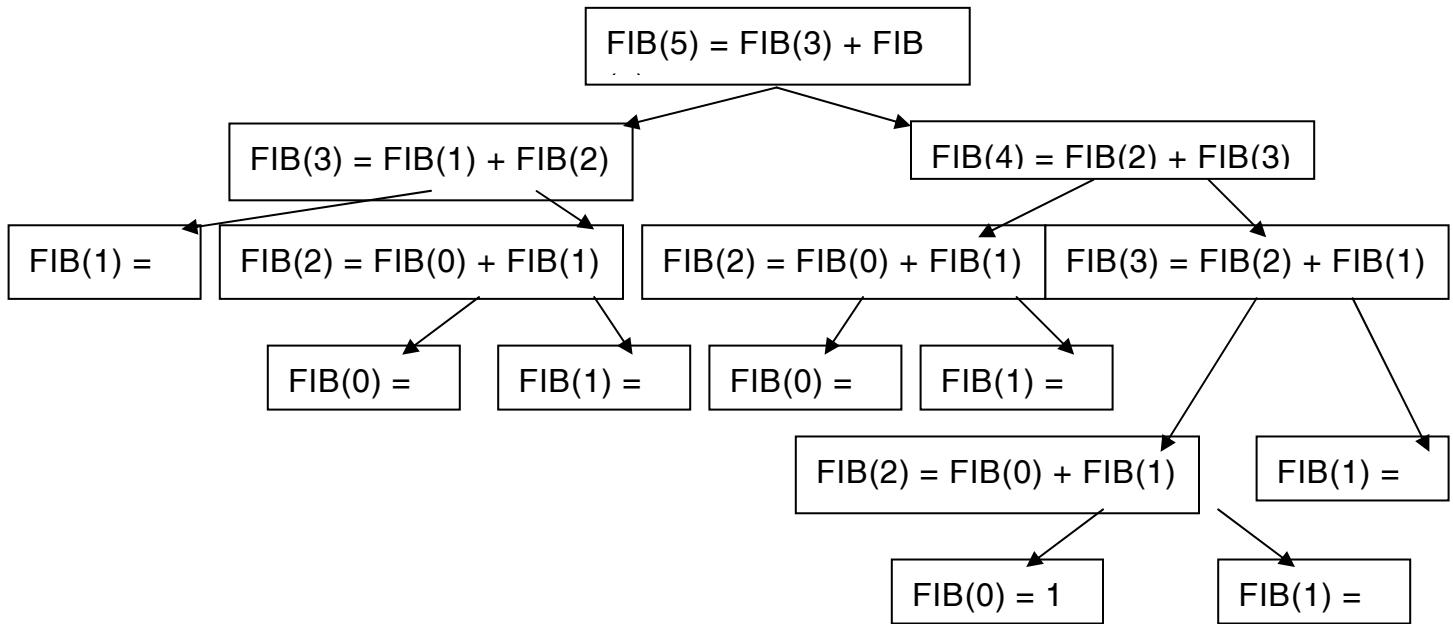 FIB(5) = FIB(3) + FIB
FIB(3) = FIB(1) + FIB(2)
FIB(4) = FIB(2) + FIB(3)
FIB(1) =
FIB(2) = FIB(0) + FIB(1)
FIB(2) = FIB(0) + FIB(1)
FIB(3) = FIB(2) + FIB(1)
FIB(0) =
FIB(1) =
FIB(0) =
FIB(1) =
FIB(2) = FIB(0) + FIB(1)
FIB(1) =
FIB(0) = 1
FIB(1) =